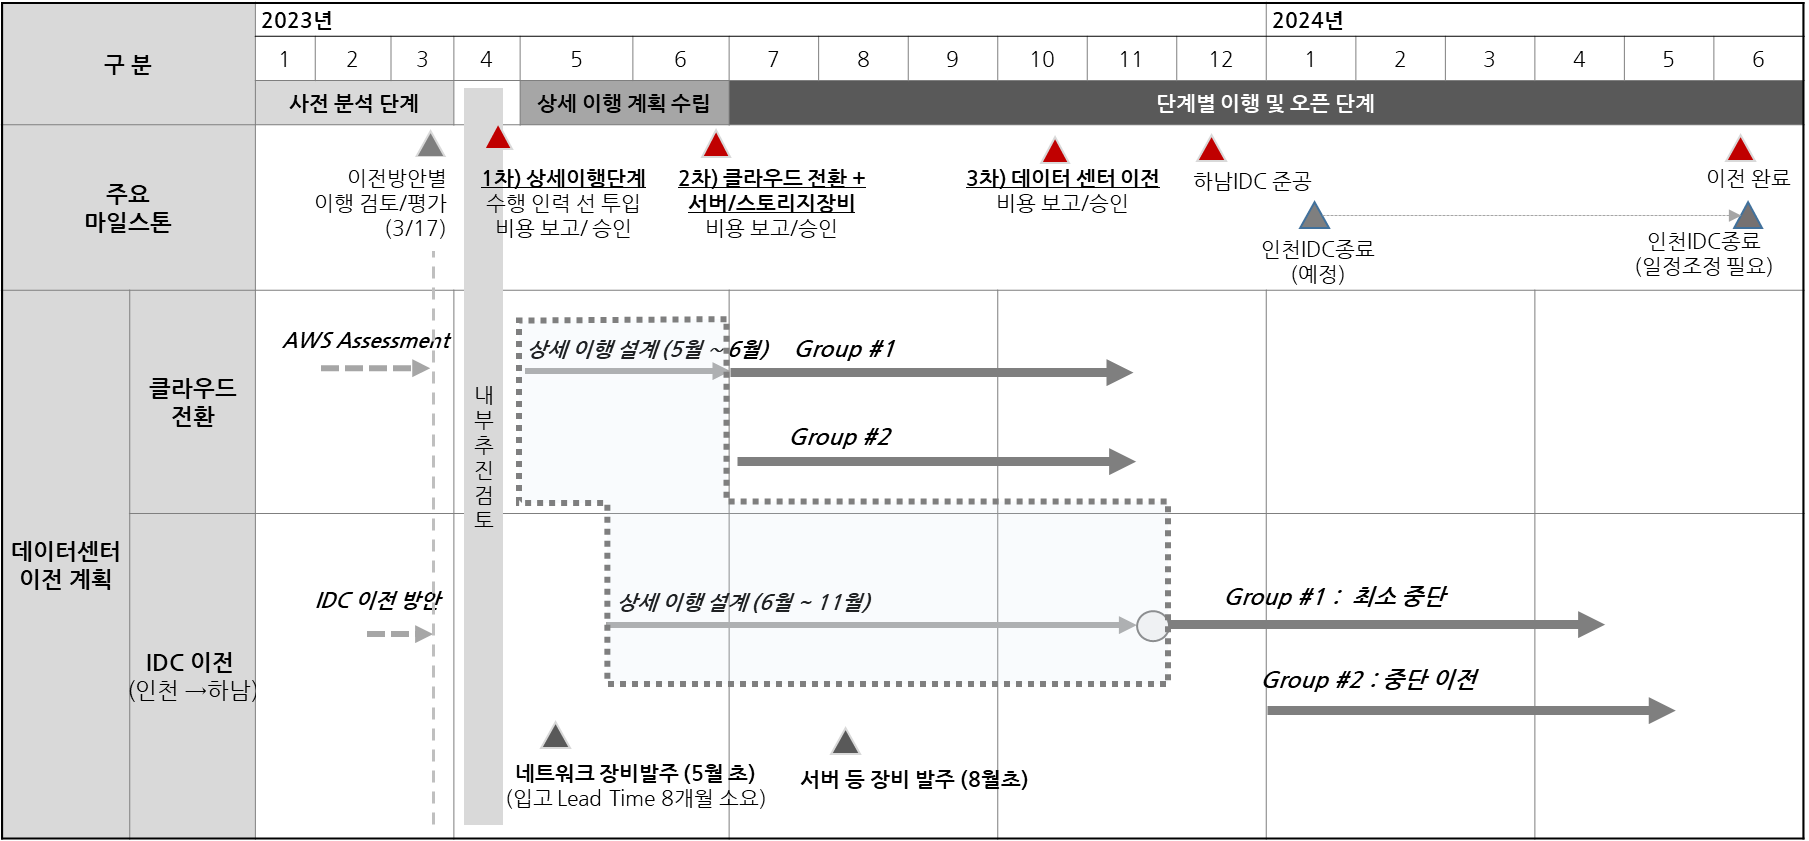 구 분
2023년
2024년
1 2 3 4 5 6 7 8 9 10 11 12 1 2 3 4 5 6
사전 분석 단계
상세 이행 계획 수립
단계별 이행 및 오픈 단계
주요
마일스톤
이전방안별
이행 검토/평가
(3/17)
1차) 상세이행단계
수행 인력 선 투입
비용 보고/ 승인
2차) 클라우드 전환 +
서버/스토리지장비
비용 보고/승인
3차) 데이터 센터 이전
비용 보고/승인
하남IDC 준공
이전 완료
인천IDC종료
(예정)
인천IDC종료
(일정조정 필요)
데이터센터
이전 계획
클라우드
전환
AWS Assessment
내
부
추
진
검
토
상세 이행 설계 (5월 ~ 6월)
Group #1
Group #2
IDC 이전
(인천 →하남)
IDC 이전 방안
상세 이행 설계 (6월 ~ 11월)
Group #1 : 최소 중단
Group #2 : 중단 이전
네트워크 장비발주 (5월 초)
(입고 Lead Time 8개월 소요)
서버 등 장비 발주 (8월초)